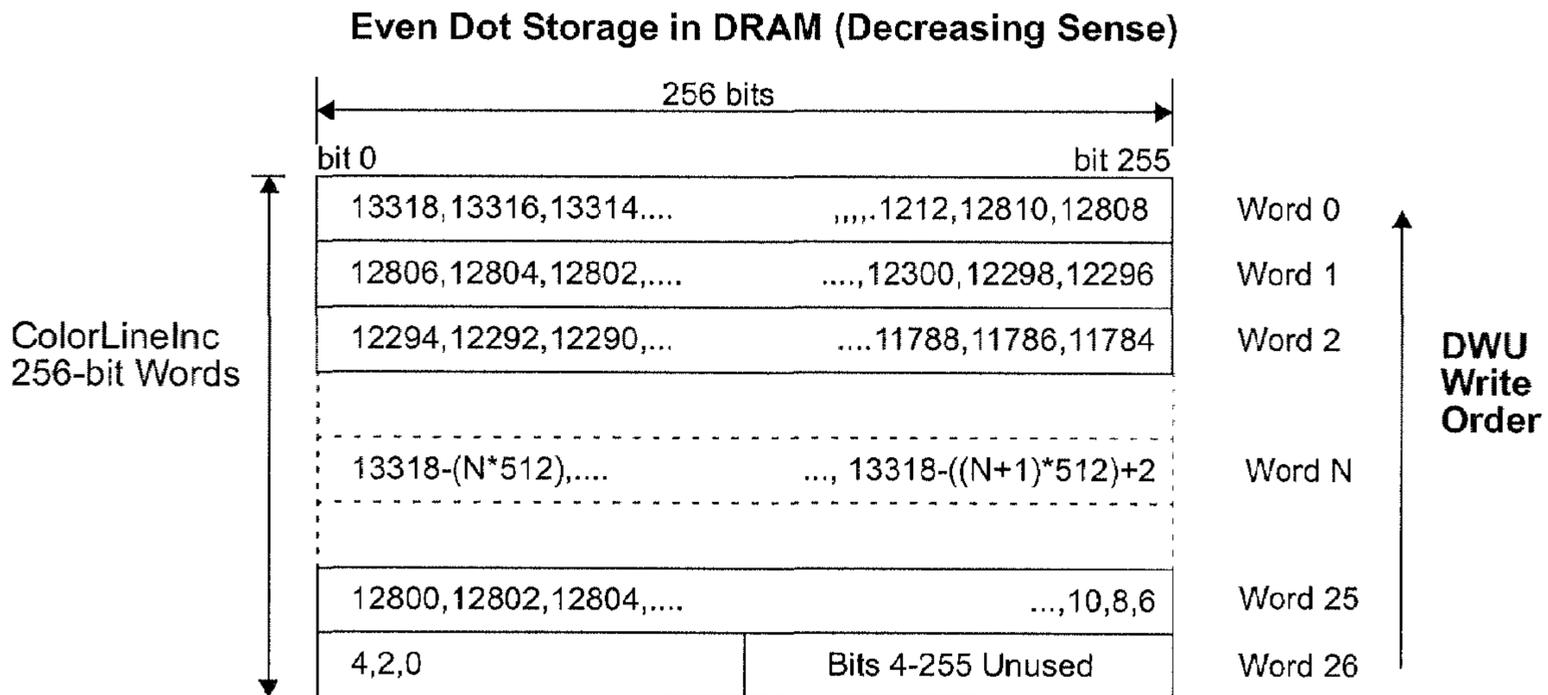 Even Dot Storage in DRAM (Decreasing Sense)
256 bits
bit 0 bit 255
13318,13316,13314.... ,,,,.1212,12810,12808 Word 0
12806,12804,12802,.... ....,12300,12298,12296 Word 1
12294,12292,12290,... ....11788,11786,11784 Word 2
ColorLineInc
256-bit Words
DWU
Write
Order
13318-(N*512),.... ..., 13318-((N+1)*512)+2 Word N
12800,12802,12804,.... ...,10,8,6 Word 25
4,2,0 Bits 4-255 Unused Word 26